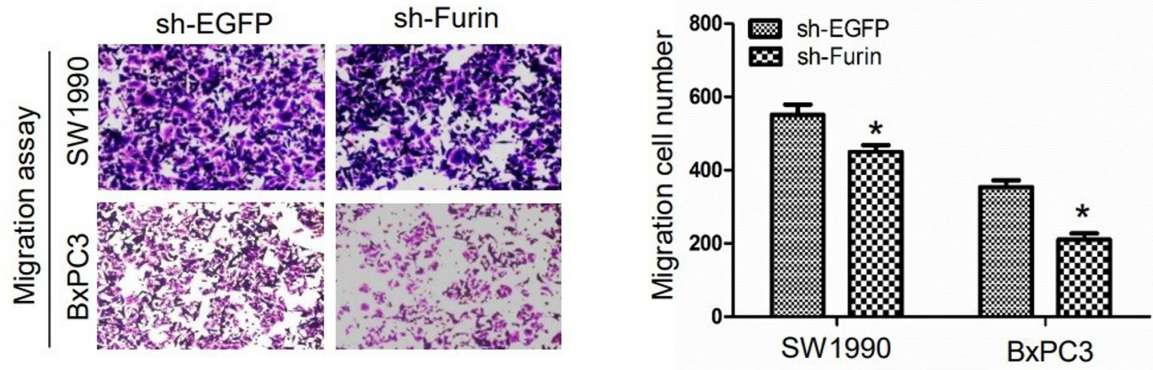 sh-EGFP
sh-Furin
Migration assay
SW1990
BxPC3
Migration cell number
800
600
400
200
0
sh-EGFP
sh-Furin
*
*
SW1990
BxPC3